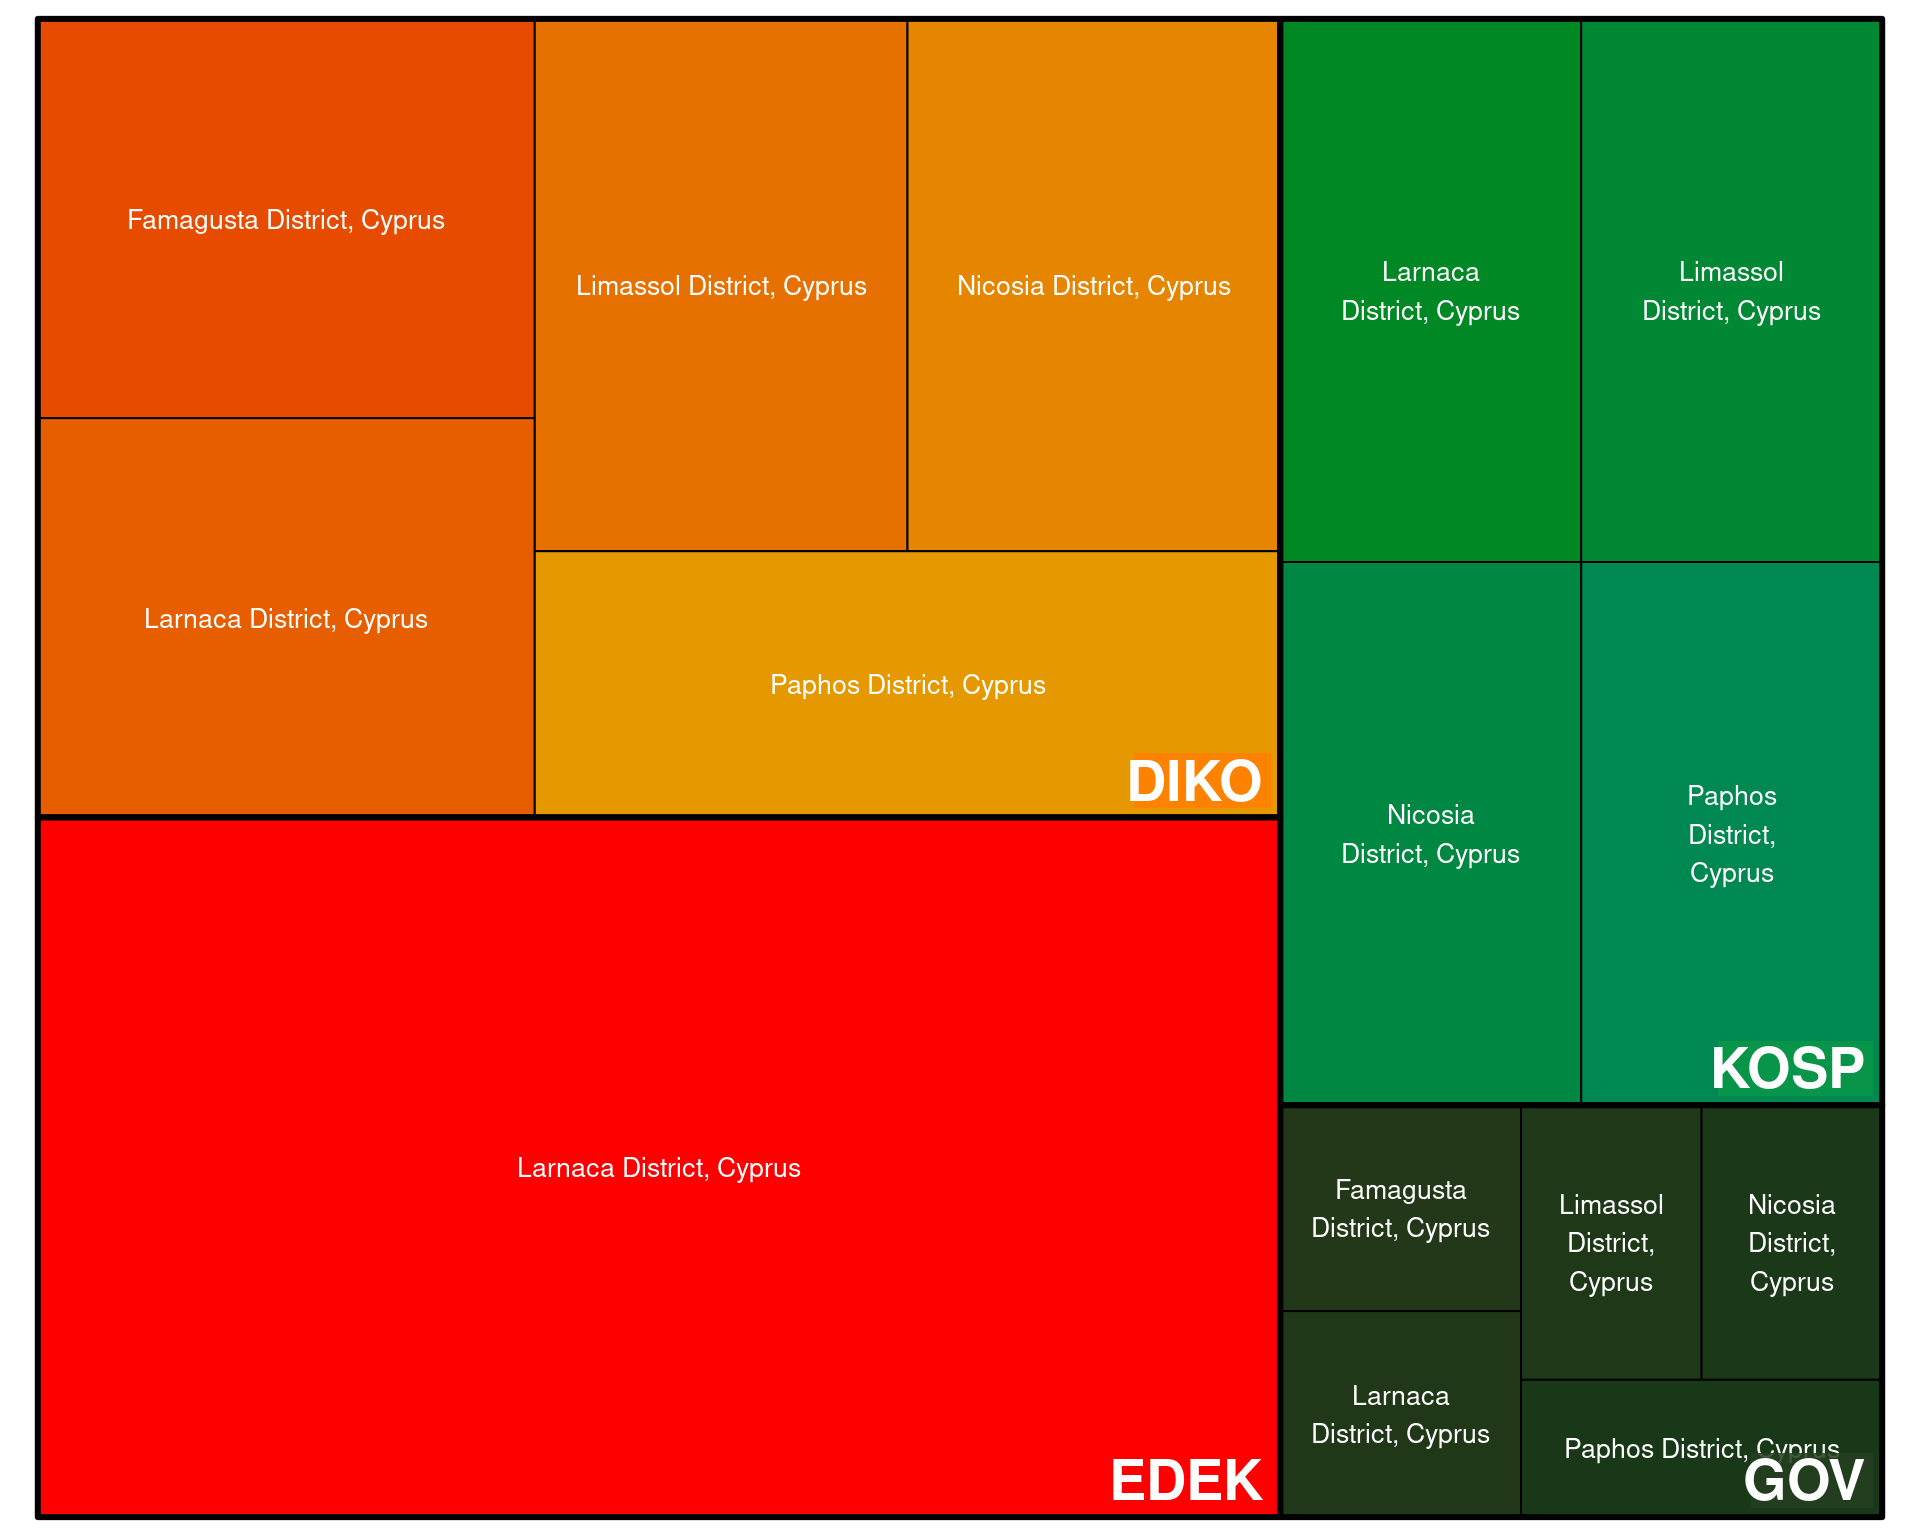 Famagusta District, Cyprus
Larnaca District, Cyprus
Limassol District, Cyprus
Nicosia District, Cyprus
Paphos District, Cyprus
DIKO
Larnaca District, Cyprus
EDEK
Larnaca
District, Cyprus
Limassol
District, Cyprus
Nicosia
District, Cyprus
Paphos
District,
Cyprus
KOSP
Famagusta
District, Cyprus
Larnaca
District, Cyprus
Limassol
District,
Cyprus
Nicosia
District,
Cyprus
Paphos District, Cyprus
GOV